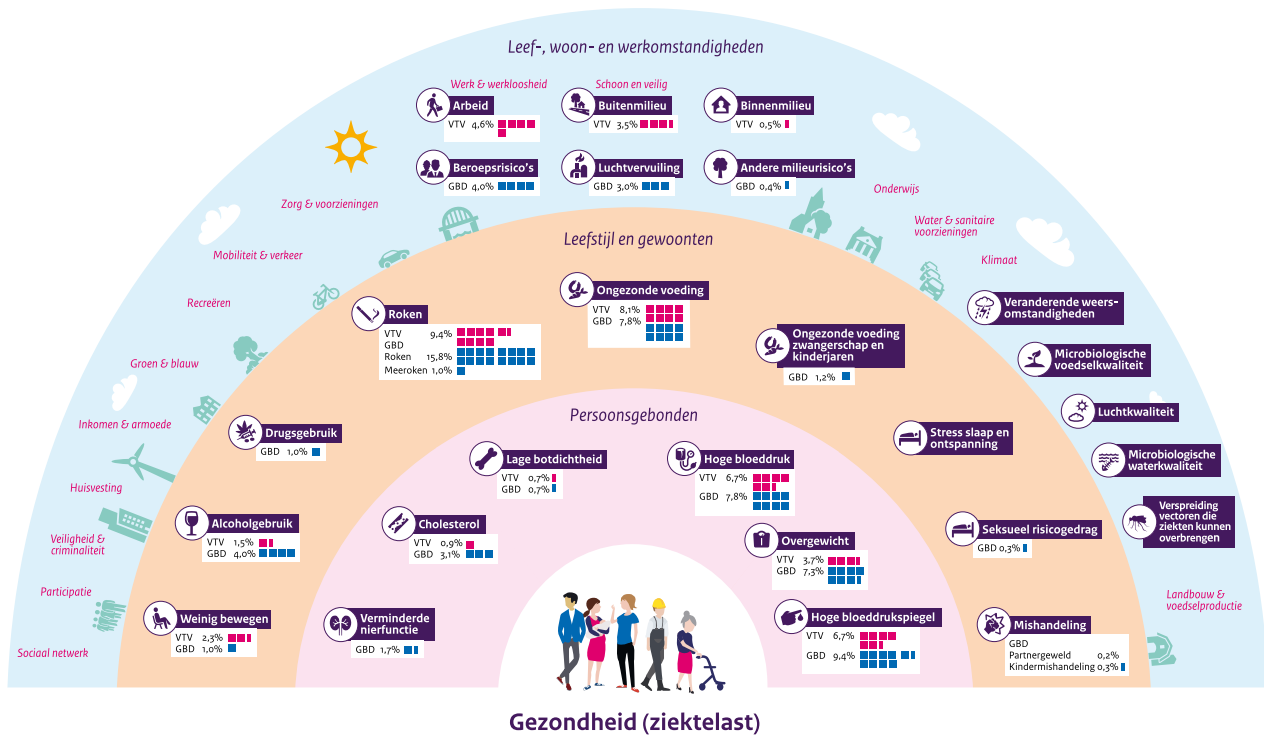 Leef-, woon- en werkomstandigheden
Werk & werkloosheid
Arbeid
VTV 4,6%
Schoon en veilig
Buitenmilieu
VTV 3,5%
Binnenmilieu
VTV 0,5%
Beroepsrisico's
GBD 4,0%
Luchtvervuiling
GBD 3,0%
Andere milieurisico's
GBD 0,4%
Zorg & voorzieningen
Mobiliteit & verkeer
Recreëren
Groen & blauw
Inkomen & armoede
Huisvesting
Veiligheid &
criminaliteit
Participatie
Sociaal netwerk
Onderwijs
Water & sanitaire
voorzieningen
Klimaat
Veranderende weers-
omstandigheden
Microbiologische
voedselkwaliteit
Luchtkwaliteit
Microbiologische
waterkwaliteit
Verspreiding
vectoren die
ziekten kunnen
overbrengen
Landbouw &
voedselproductie
Leefstijl en gewoonten
Roken
VTV 9,4%
GBD
Roken 15,8%
Meeroken 1,0%
Ongezonde voeding
VTV 8,1%
GBD 7,8%
Ongezonde voeding
zwangerschap en
kinderjaren
GBD 1,2%
Drugsgebruik
GBD 1,0%
Alcoholgebruik
VTV 1,5%
GBD 4,0%
Weinig bewegen
VTV 2,3%
GBD 1,0%
Stress slaap en
ontspanning
Seksueel risicogedrag
GBD 0,3%
Mishandeling
GBD
Partnergeweld 0,2%
Kindermishandeling 0,3%
Persoonsgebonden
Lage botdichtheid
VTV 0,7%
GBD 0,7%
Hoge bloeddruk
VTV 6,7%
GBD 7,8%
Cholesterol
VTV 0,9%
GBD 3,1%
Overgewicht
VTV 3,7%
GBD 7,3%
Verminderde
nierfunctie
GBD 1,7%
Hoge bloeddrukspiegel
VTV 6,7%
GBD 9,4%
Gezondheid (ziektelast)